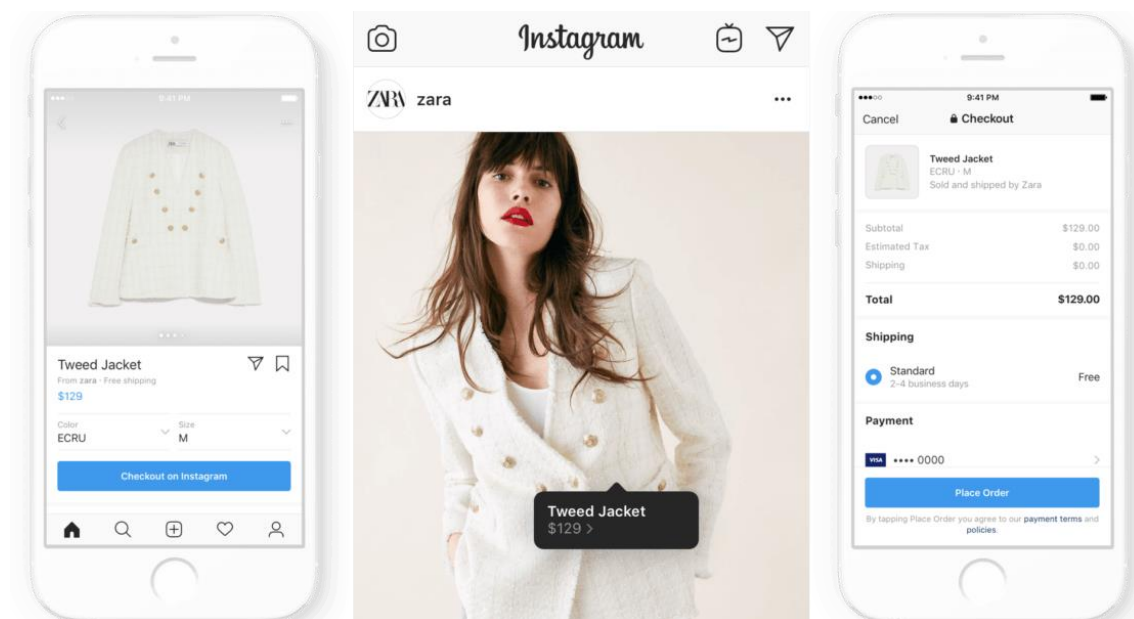 9:41 PM
Tweed Jacket
From zara · Free shipping
$129
Color
Size
ECRU
M
Checkout on Instagram
Instagram
ZARA zara
Tweed Jacket
$129 >
9:41 PM
Cancel
Checkout
Tweed Jacket
ECRU · M
Sold and shipped by Zara
Subtotal $129.00
Estimated Tax $0.00
Shipping $0.00
Total $129.00
Shipping
Standard
2-4 business days
Free
Payment
VISA •••• 0000
Place Order
By tapping Place Order you agree to our payment terms and
policies.